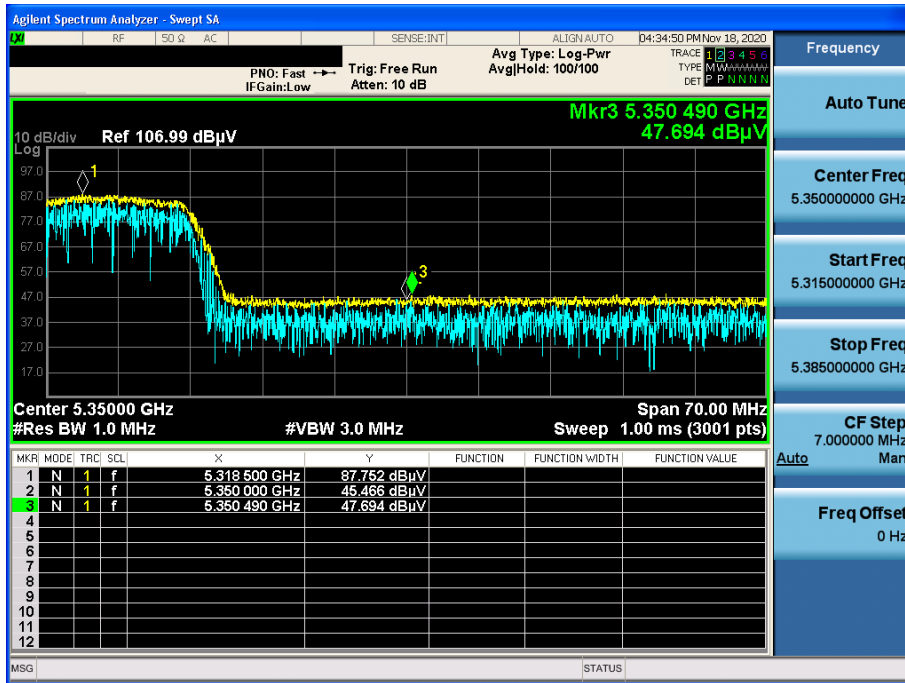 Agilent Spectrum Analyzer - Swept SA
LXI RF 50 Ω AC SENSE:INT ALIGN AUTO 04:34:50 PM Nov 18, 2020
Frequency
Avg Type: Log-Pwr TRACE 1 2 3 4 5 6
PNO: Fast Trig: Free Run Avg|Hold: 100/100 TYPE M W
IFGain:Low Atten: 10 dB DET P P N N N N
Auto Tune
Mkr3 5.350 490 GHz
10 dB/div Ref 106.99 dBµV 47.694 dBµV
Log
97.0
87.0
77.0
67.0
57.0
47.0
37.0
27.0
17.0
1
3
Center Freq
5.350000000 GHz
Start Freq
5.315000000 GHz
Stop Freq
5.385000000 GHz
Center 5.35000 GHz Span 70.00 MHz
#Res BW 1.0 MHz #VBW 3.0 MHz Sweep 1.00 ms (3001 pts)
CF Step
7.000000 MHz
Auto Man
MKR MODE TRC SCL X Y FUNCTION FUNCTION WIDTH FUNCTION VALUE
1 N 1 f 5.318 500 GHz 87.752 dBµV
2 N 1 f 5.350 000 GHz 45.466 dBµV
3 N 1 f 5.350 490 GHz 47.694 dBµV
4
5
6
7
8
9
10
11
12
Freq Offset
0 Hz
MSG STATUS